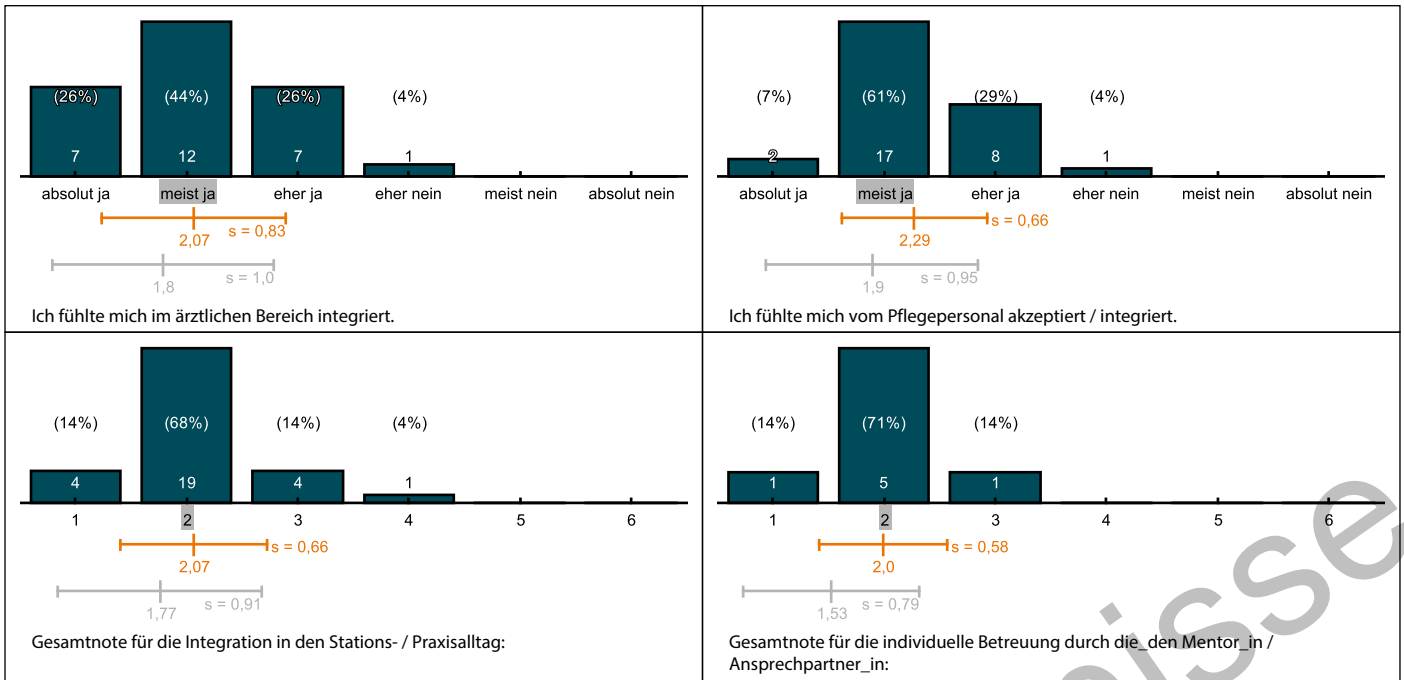 (26%) (44%) (26%) (4%)
7 12 7 1
absolut ja meist ja eher ja eher nein meist nein absolut nein
s = 0,83
2,07
s = 1,0
1,8
Ich fühlte mich im ärztlichen Bereich integriert.
(7%) (61%) (29%) (4%)
2 17 8 1
absolut ja meist ja eher ja eher nein meist nein absolut nein
s = 0,66
2,29
s = 0,95
1,9
Ich fühlte mich vom Pflegepersonal akzeptiert / integriert.
(14%) (68%) (14%) (4%)
4 19 4 1
1 2 3 4 5 6
s = 0,66
2,07
s = 0,91
1,77
Gesamtnote für die Integration in den Stations- / Praxisalltag:
(14%) (71%) (14%)
1 5 1
1 2 3 4 5 6
s = 0,58
2,0
s = 0,79
1,53
Gesamtnote für die individuelle Betreuung durch die_den Mentor_in /
Ansprechpartner_in: